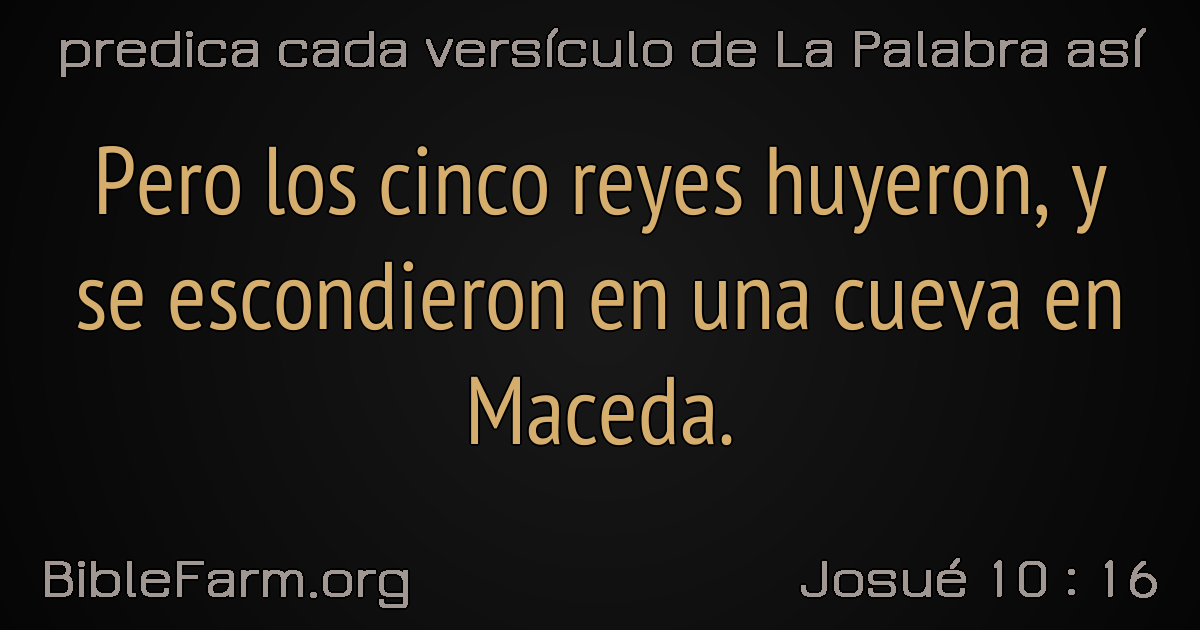 predica cada versículo de La Palabra así
Pero los cinco reyes huyeron, y
se escondieron en una cueva en
Maceda.
BibleFarm.org
Josué 10 : 16